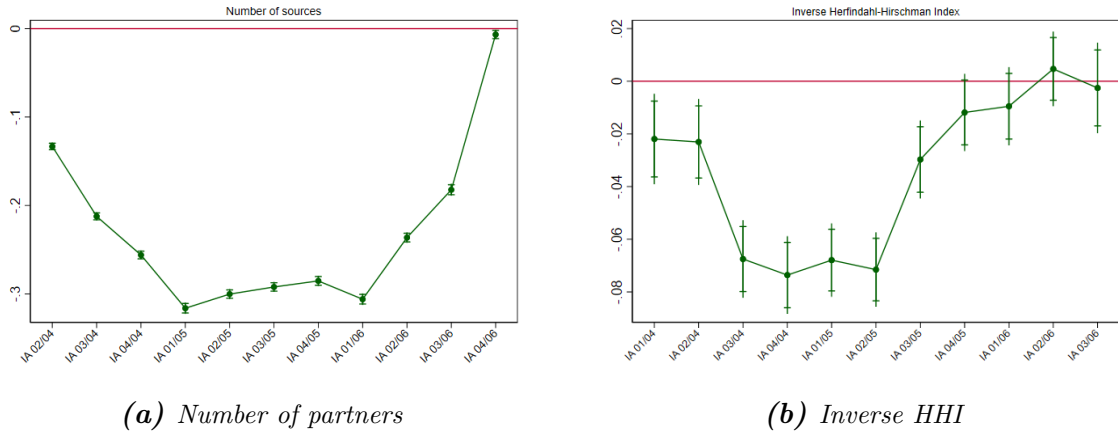 Number of sources
0
-.1
-.2
-.3
IA 02/04
IA 03/04
IA 04/04
IA 01/05
IA 02/05
IA 03/05
IA 04/05
IA 01/06
IA 02/06
IA 03/06
IA 04/06
(a) Number of partners
Inverse Herfindahl-Hirschman Index
.02
0
-.02
-.04
-.06
-.08
IA 01/04
IA 02/04
IA 03/04
IA 04/04
IA 01/05
IA 02/05
IA 03/05
IA 04/05
IA 01/06
IA 02/06
IA 03/06
(b) Inverse HHI